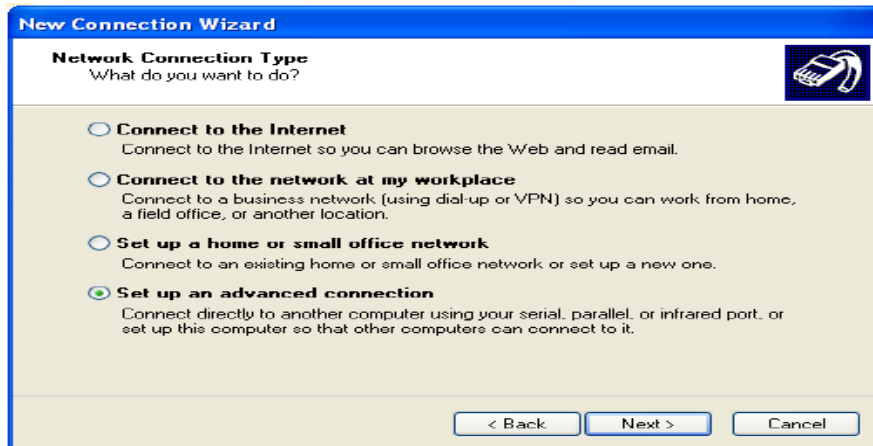 New Connection Wizard
Network Connection Type
What do you want to do?
Connect to the Internet
Connect to the Internet so you can browse the Web and read email.
Connect to the network at my workplace
Connect to a business network (using dial-up or VPN) so you can work from home,
a field office, or another location.
Set up a home or small office network
Connect to an existing home or small office network or set up a new one.
Set up an advanced connection
Connect directly to another computer using your serial, parallel, or infrared port, or
set up this computer so that other computers can connect to it.
< Back Next > Cancel